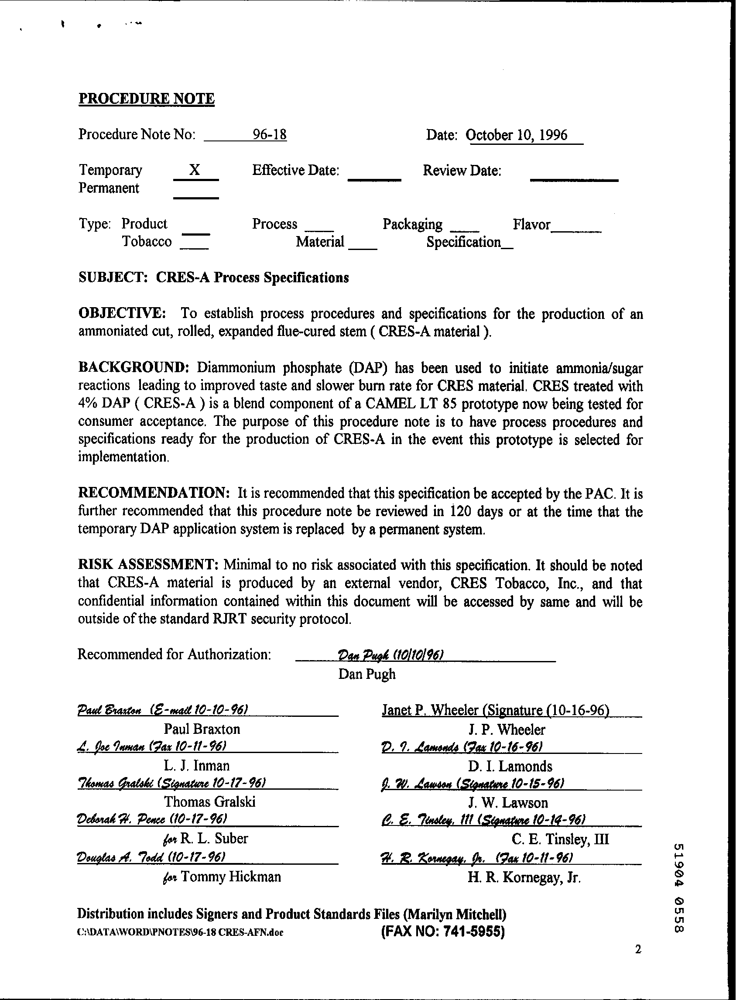 PROCEDURE NOTE
Procedure Note No: 96-18 Date: October 10, 1996
Temporary X Effective Date: Review Date:
Permanent
Type: Product Process Packaging Flavor
Tobacco Material Specification
SUBJECT: CRES-A Process Specifications
OBJECTIVE: To establish process procedures and specifications for the production of an
ammoniated cut, rolled, expanded flue-cured stem ( CRES-A material ).
BACKGROUND: Diammonium phosphate (DAP) has been used to initiate ammonia/sugar
reactions leading to improved taste and slower burn rate for CRES material. CRES treated with
4% DAP ( CRES-A ) is a blend component of a CAMEL LT 85 prototype now being tested for
consumer acceptance. The purpose of this procedure note is to have process procedures and
specifications ready for the production of CRES-A in the event this prototype is selected for
implementation.
RECOMMENDATION: It is recommended that this specification be accepted by the PAC. It is
further recommended that this procedure note be reviewed in 120 days or at the time that the
temporary DAP application system is replaced by a permanent system.
RISK ASSESSMENT: Minimal to no risk associated with this specification. It should be noted
that CRES-A material is produced by an external vendor, CRES Tobacco, Inc., and that
confidential information contained within this document will be accessed by same and will be
outside of the standard RJRT security protocol.
Recommended for Authorization: Dan Pugh (10/10/96)
Dan Pugh
Paul Braxton (E-mail 10-10-96) Janet P. Wheeler (Signature (10-16-96)
Paul Braxton J. P. Wheeler
L. Joe Inman (Fax 10-11-96) D. I. Lamonds (Fax 10-16-96)
L. J. Inman D. I. Lamonds
Thomas Gralski (Signature 10-17-96) J. W. Lawson (Signature 10-15-96)
Thomas Gralski J. W. Lawson
Deborah H. Pence (10-17-96) C. E. Tinsley, III (Signature 10-14-96)
for R. L. Suber C. E. Tinsley, III
Douglas A. Todd (10-17-96) H. R. Kornegay, Jr. (Fax 10-11-96)
for Tommy Hickman H. R. Kornegay, Jr.
Distribution includes Signers and Product Standards Files (Marilyn Mitchell)
C:\DATA\WORD\PNOTES\96-18 CRES-AFN.doc (FAX NO: 741-5955)
2
51904 0558